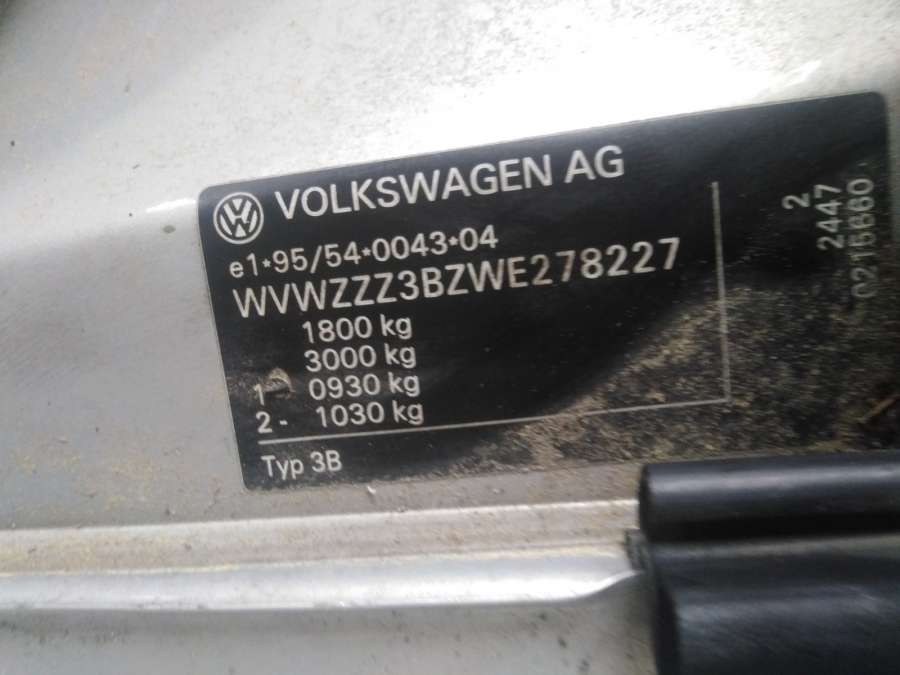 VOLKSWAGEN AG
e1*95/54*0043*04
WVWZZZ3BZWE278227
1800 kg
3000 kg
1- 0930 kg
2- 1030 kg
Typ 3B
2
2447
0215660